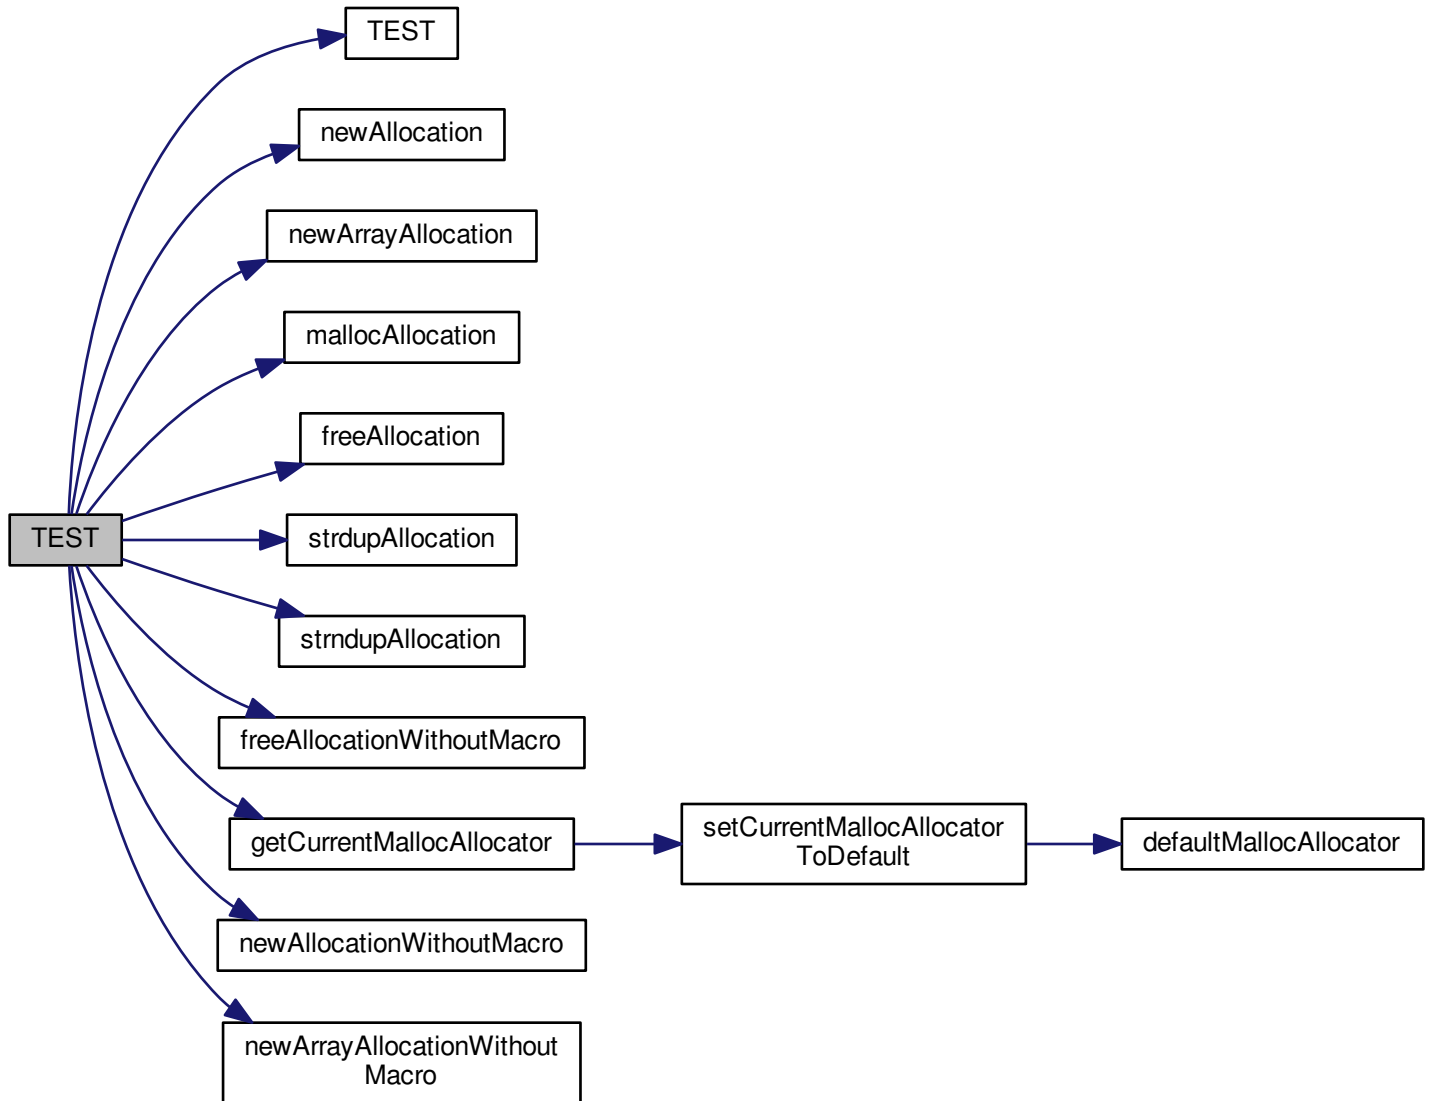 TEST
newAllocation
newArrayAllocation
mallocAllocation
freeAllocation
TEST
strdupAllocation
strndupAllocation
freeAllocationWithoutMacro
getCurrentMallocAllocator
setCurrentMallocAllocator
ToDefault
defaultMallocAllocator
newAllocationWithoutMacro
newArrayAllocationWithout
Macro